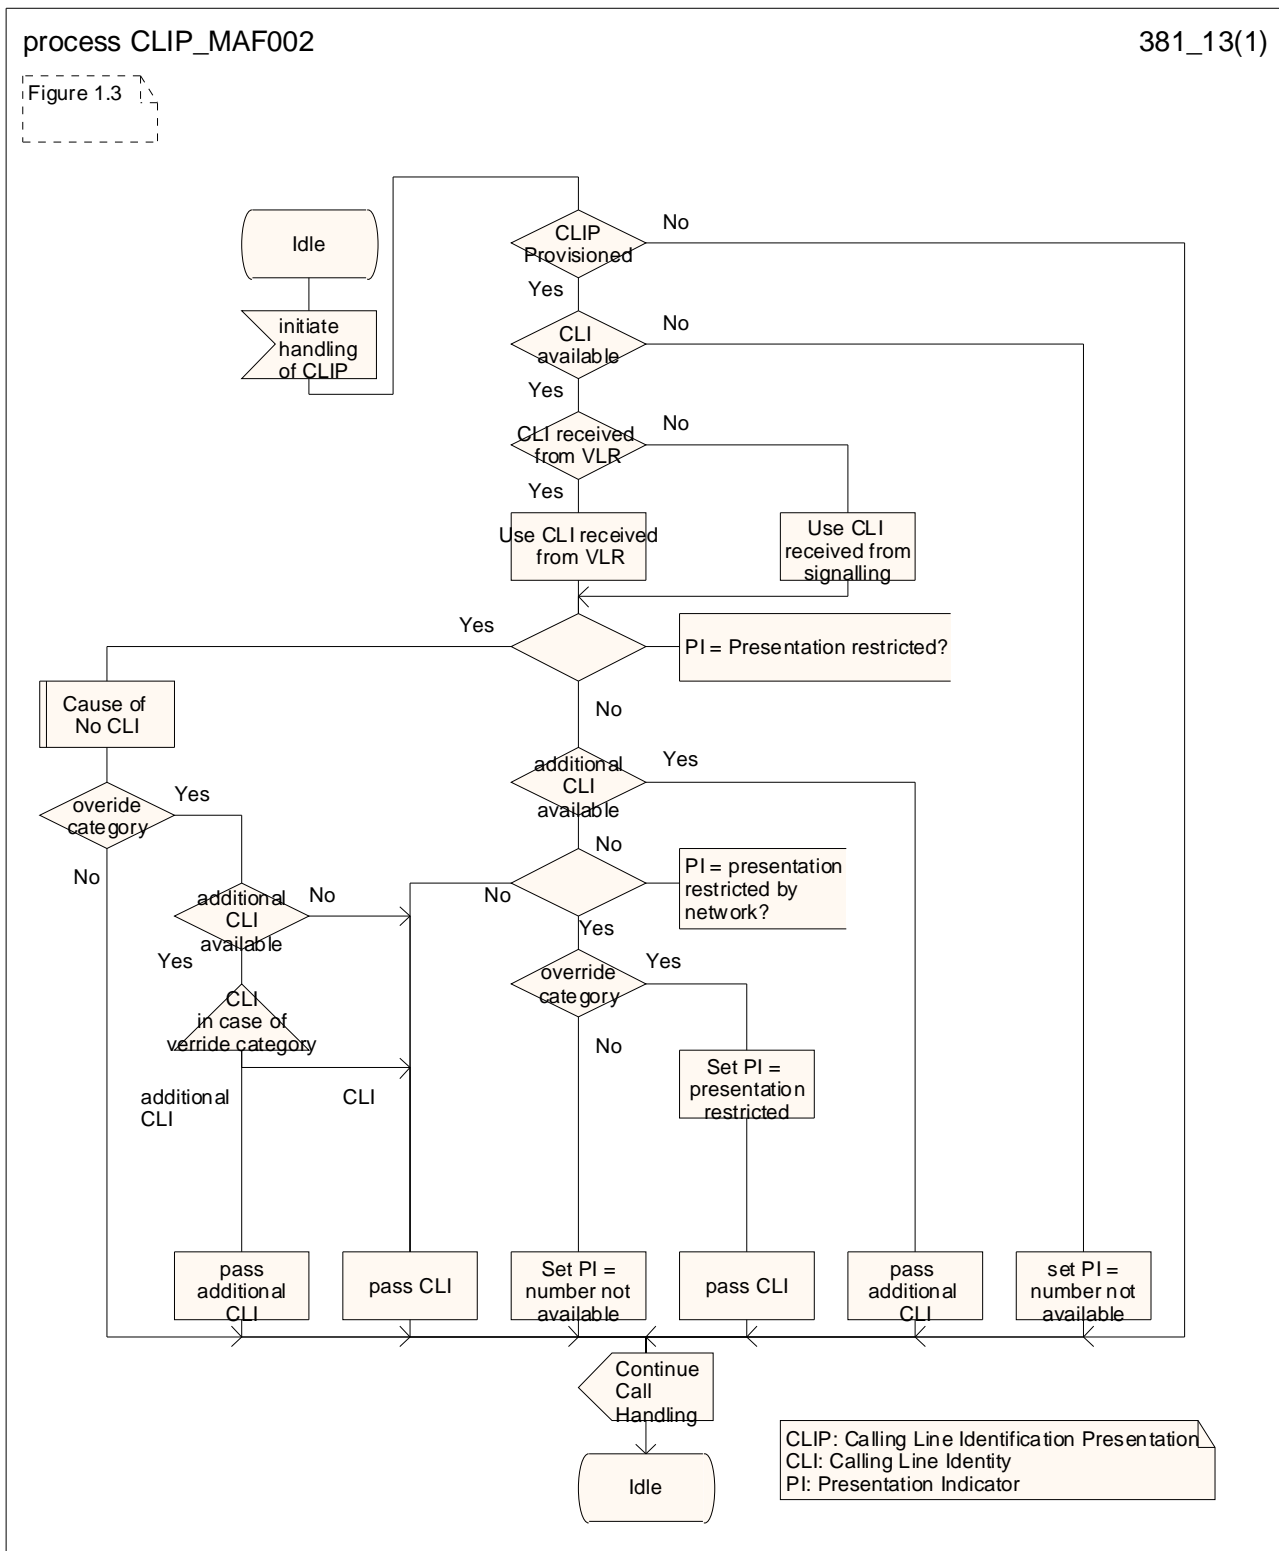 process CLIP_MAF002
381_13(1)
Figure 1.3
Idle
initiate
handling
of CLIP
CLIP
Provisioned
No
Yes
CLI
available
No
Yes
CLI received
from VLR
No
Yes
Use CLI received
from VLR
Use CLI
received from
signalling
Yes
PI = Presentation restricted?
Cause of
No CLI
No
additional
CLI
available
Yes
overide
category
Yes
No
No
PI = presentation
restricted by
network?
No
Yes
additional
CLI
available
No
Yes
override
category
Yes
No
CLI
in case of
verride category
Set PI =
presentation
restricted
additional
CLI
CLI
pass
additional
CLI
pass CLI
Set PI =
number not
available
pass CLI
pass
additional
CLI
set PI =
number not
available
Continue
Call
Handling
Idle
CLIP: Calling Line Identification Presentation
CLI: Calling Line Identity
PI: Presentation Indicator